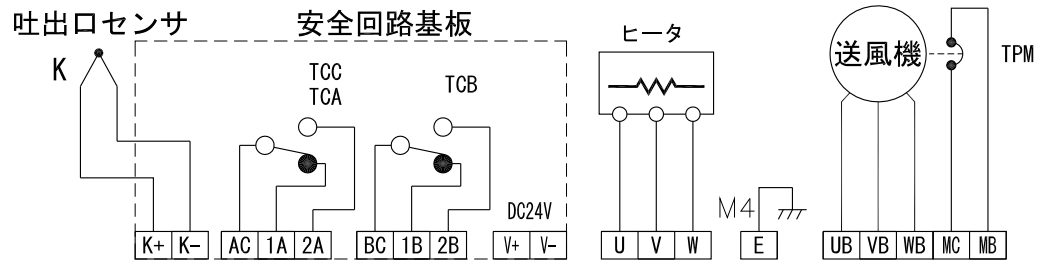 吐出口センサ
安全回路基板
ヒータ
送風機
TPM
K
TCC
TCA
TCB
DC24V
M4
K+ K- AC 1A 2A BC 1B 2B V+ V- U V W E UB VB WB MC MB